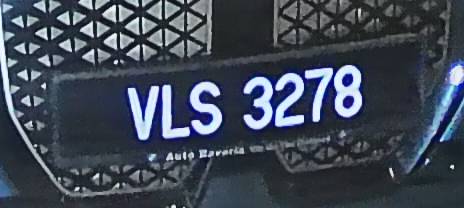 VLS 3278
Auto Bavaria